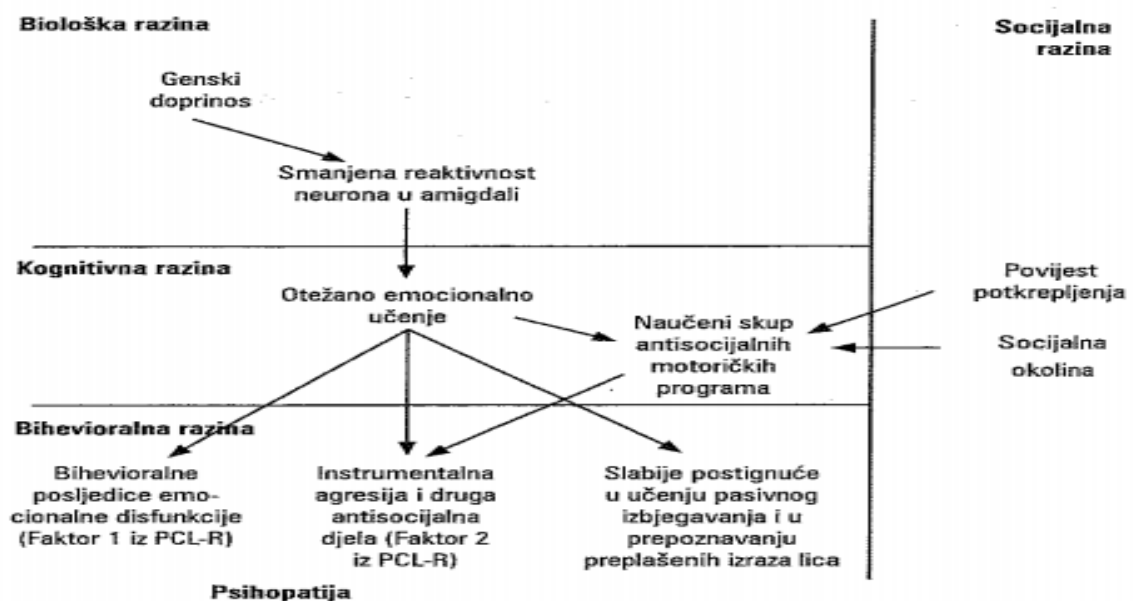 Biološka razina
Socijalna
razina
Genski
doprinos
Smanjena reaktivnost
neurona u amigdali
Kognitivna razina
Otežano emocionalno
učenje
Naučeni skup
antisocijalnih
motoričkih
programa
Povijest
potkrepljenja
Socijalna
okolina
Bihevioralna razina
Bihevioralne
posljedice emo-
cionalne disfunkcije
(Faktor 1 iz PCL-R)
Instrumentalna
agresija i druga
antisocijalna
djela (Faktor 2
iz PCL-R)
Slabije postignuće
u učenju pasivnog
izbjegavanja i u
prepoznavanju
preplašenih izraza lica
Psihopatija